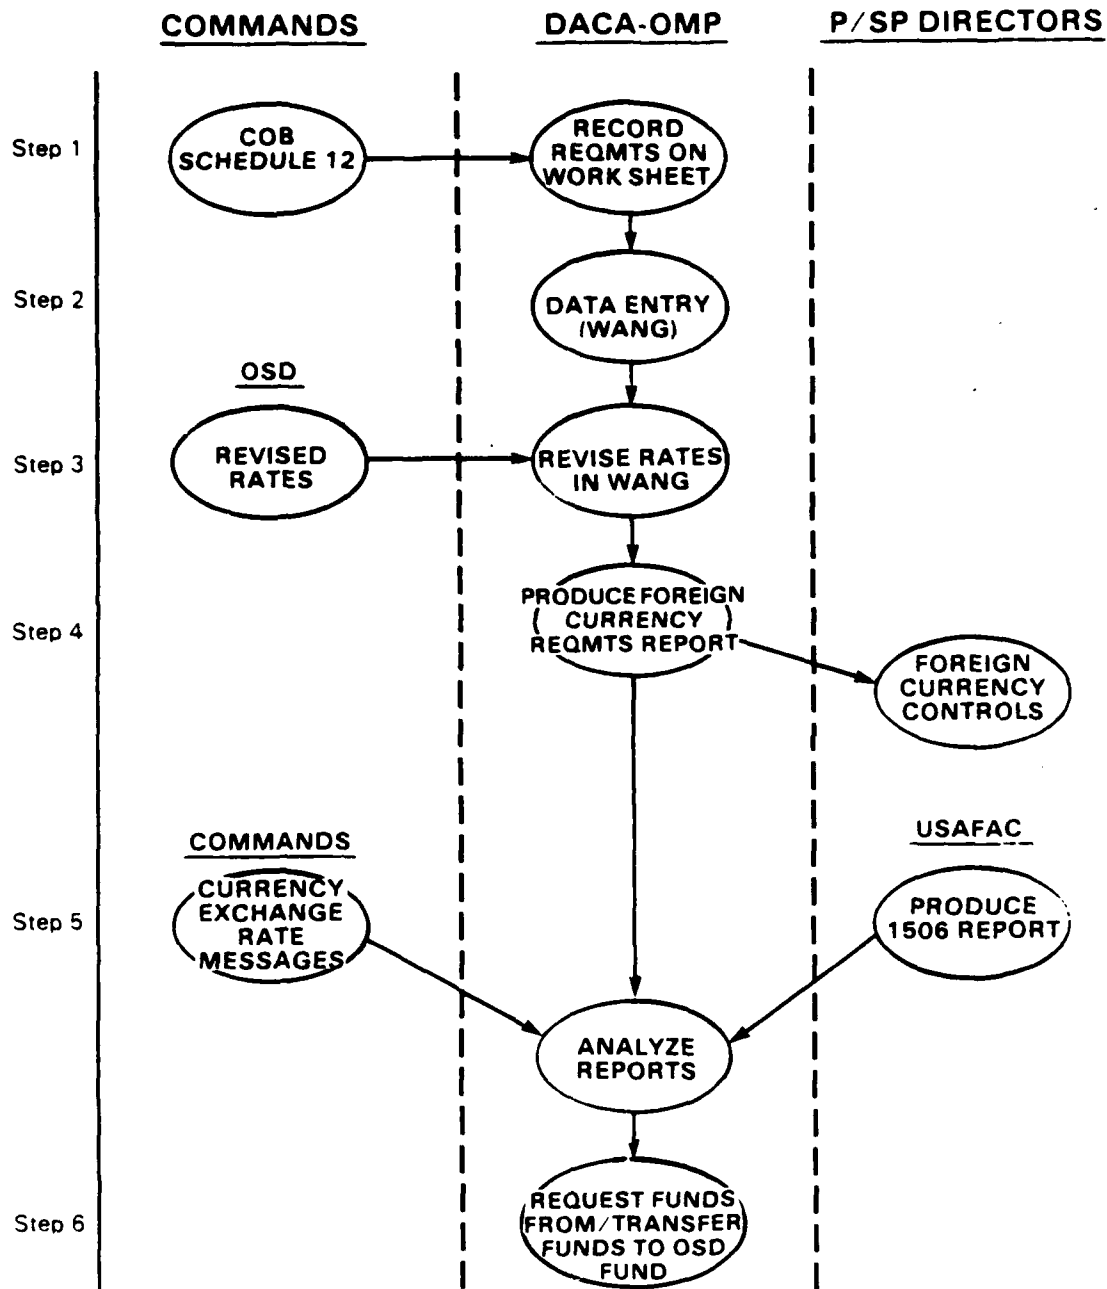 COMMANDS
DACA-OMP
P/SP DIRECTORS
Step 1
COB
SCHEDULE 12
RECORD
REQMTS ON
WORK SHEET
Step 2
DATA ENTRY
(WANG)
OSD
Step 3
REVISED
RATES
REVISE RATES
IN WANG
Step 4
PRODUCE FOREIGN
CURRENCY
REQMTS REPORT
FOREIGN
CURRENCY
CONTROLS
COMMANDS
USAFAC
Step 5
CURRENCY
EXCHANGE
RATE
MESSAGES
PRODUCE
1506 REPORT
ANALYZE
REPORTS
Step 6
REQUEST FUNDS
FROM/TRANSFER
FUNDS TO OSD
FUND